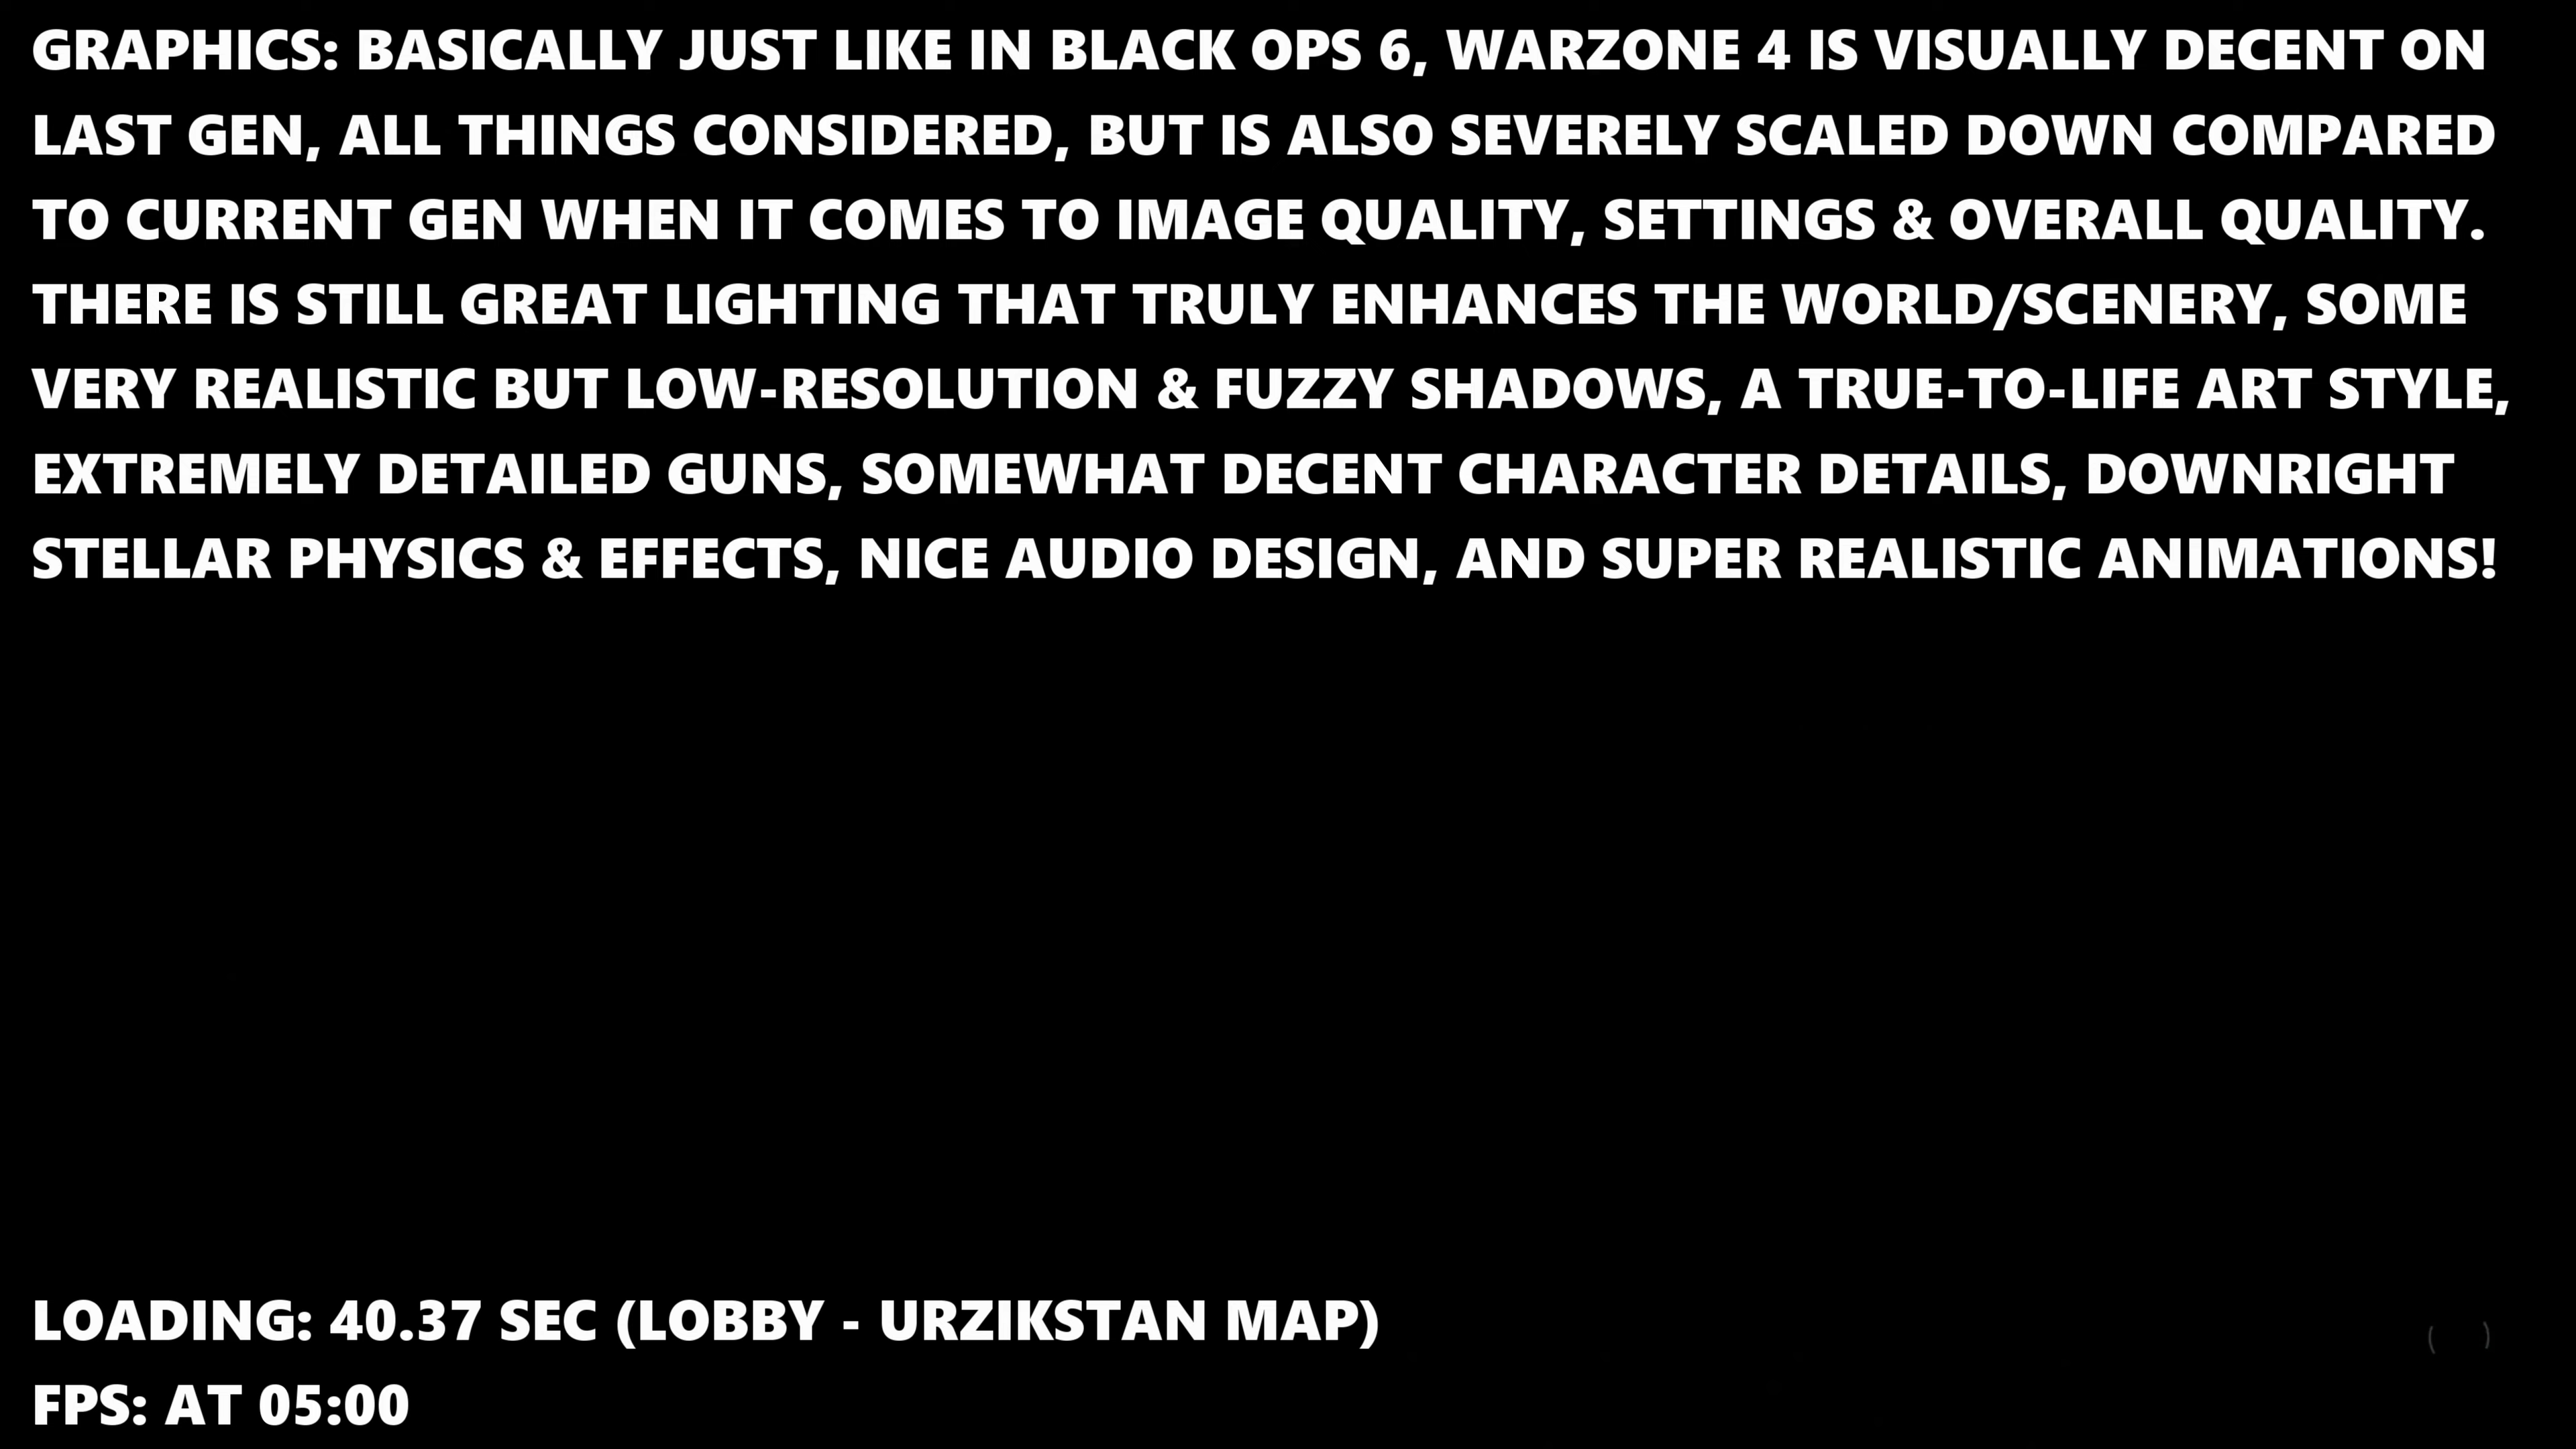 GRAPHICS: BASICALLY JUST LIKE IN BLACK OPS 6, WARZONE 4 IS VISUALLY DECENT ON
LAST GEN, ALL THINGS CONSIDERED, BUT IS ALSO SEVERELY SCALED DOWN COMPARED
TO CURRENT GEN WHEN IT COMES TO IMAGE QUALITY, SETTINGS & OVERALL QUALITY.
THERE IS STILL GREAT LIGHTING THAT TRULY ENHANCES THE WORLD/SCENERY, SOME
VERY REALISTIC BUT LOW-RESOLUTION & FUZZY SHADOWS, A TRUE-TO-LIFE ART STYLE,
EXTREMELY DETAILED GUNS, SOMEWHAT DECENT CHARACTER DETAILS, DOWNRIGHT
STELLAR PHYSICS & EFFECTS, NICE AUDIO DESIGN, AND SUPER REALISTIC ANIMATIONS!
LOADING: 40.37 SEC (LOBBY - URZIKSTAN MAP)
FPS: AT 05:00